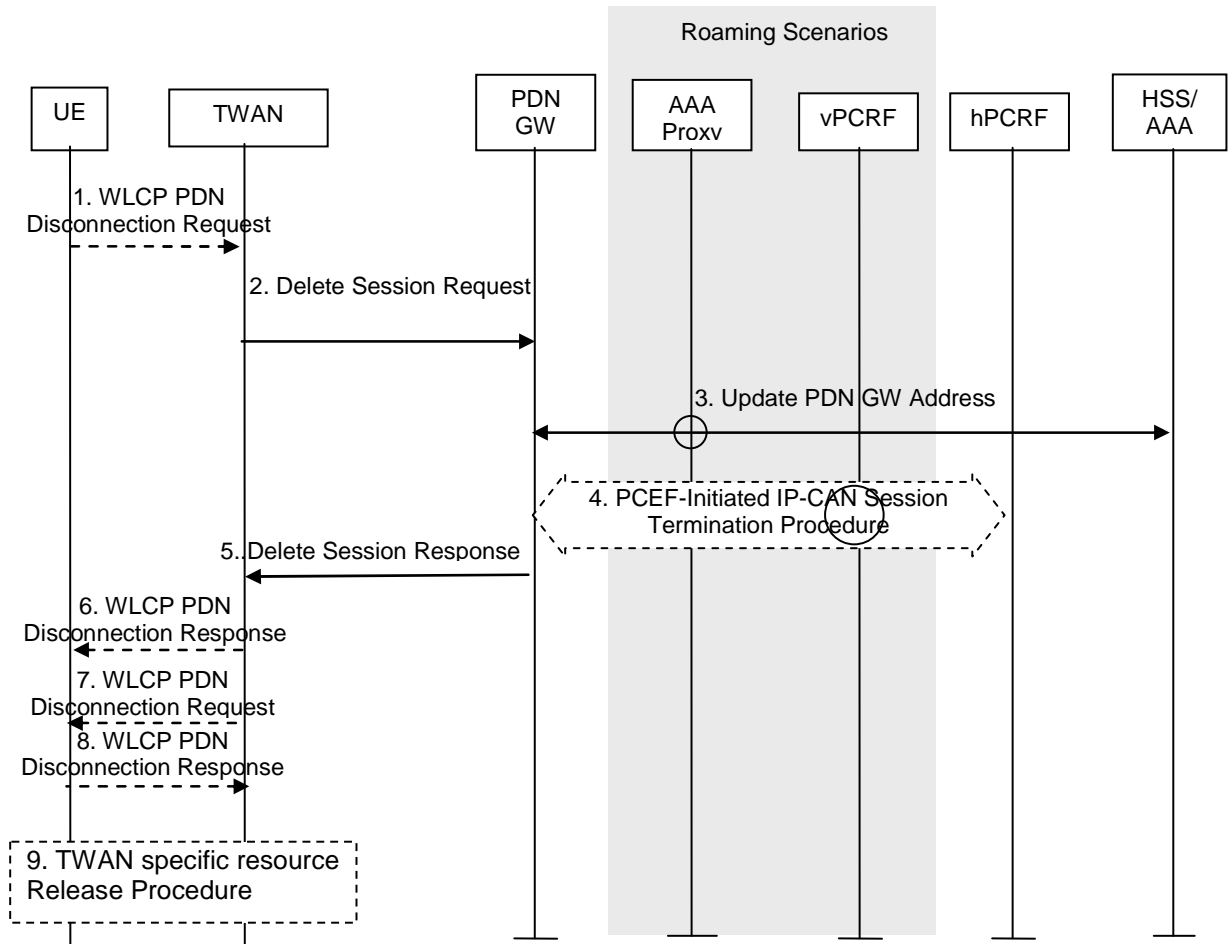 Roaming Scenarios
UE
TWAN
PDN
GW
AAA
Proxv
vPCRF
hPCRF
HSS/
AAA
1. WLCP PDN
Disconnection Request
2. Delete Session Request
3. Update PDN GW Address
4. PCEF-Initiated IP-CAN Session
Termination Procedure
5..Delete Session Response
6. WLCP PDN
Disconnection Response
7. WLCP PDN
Disconnection Request
8. WLCP PDN
Disconnection Response
9. TWAN specific resource
Release Procedure